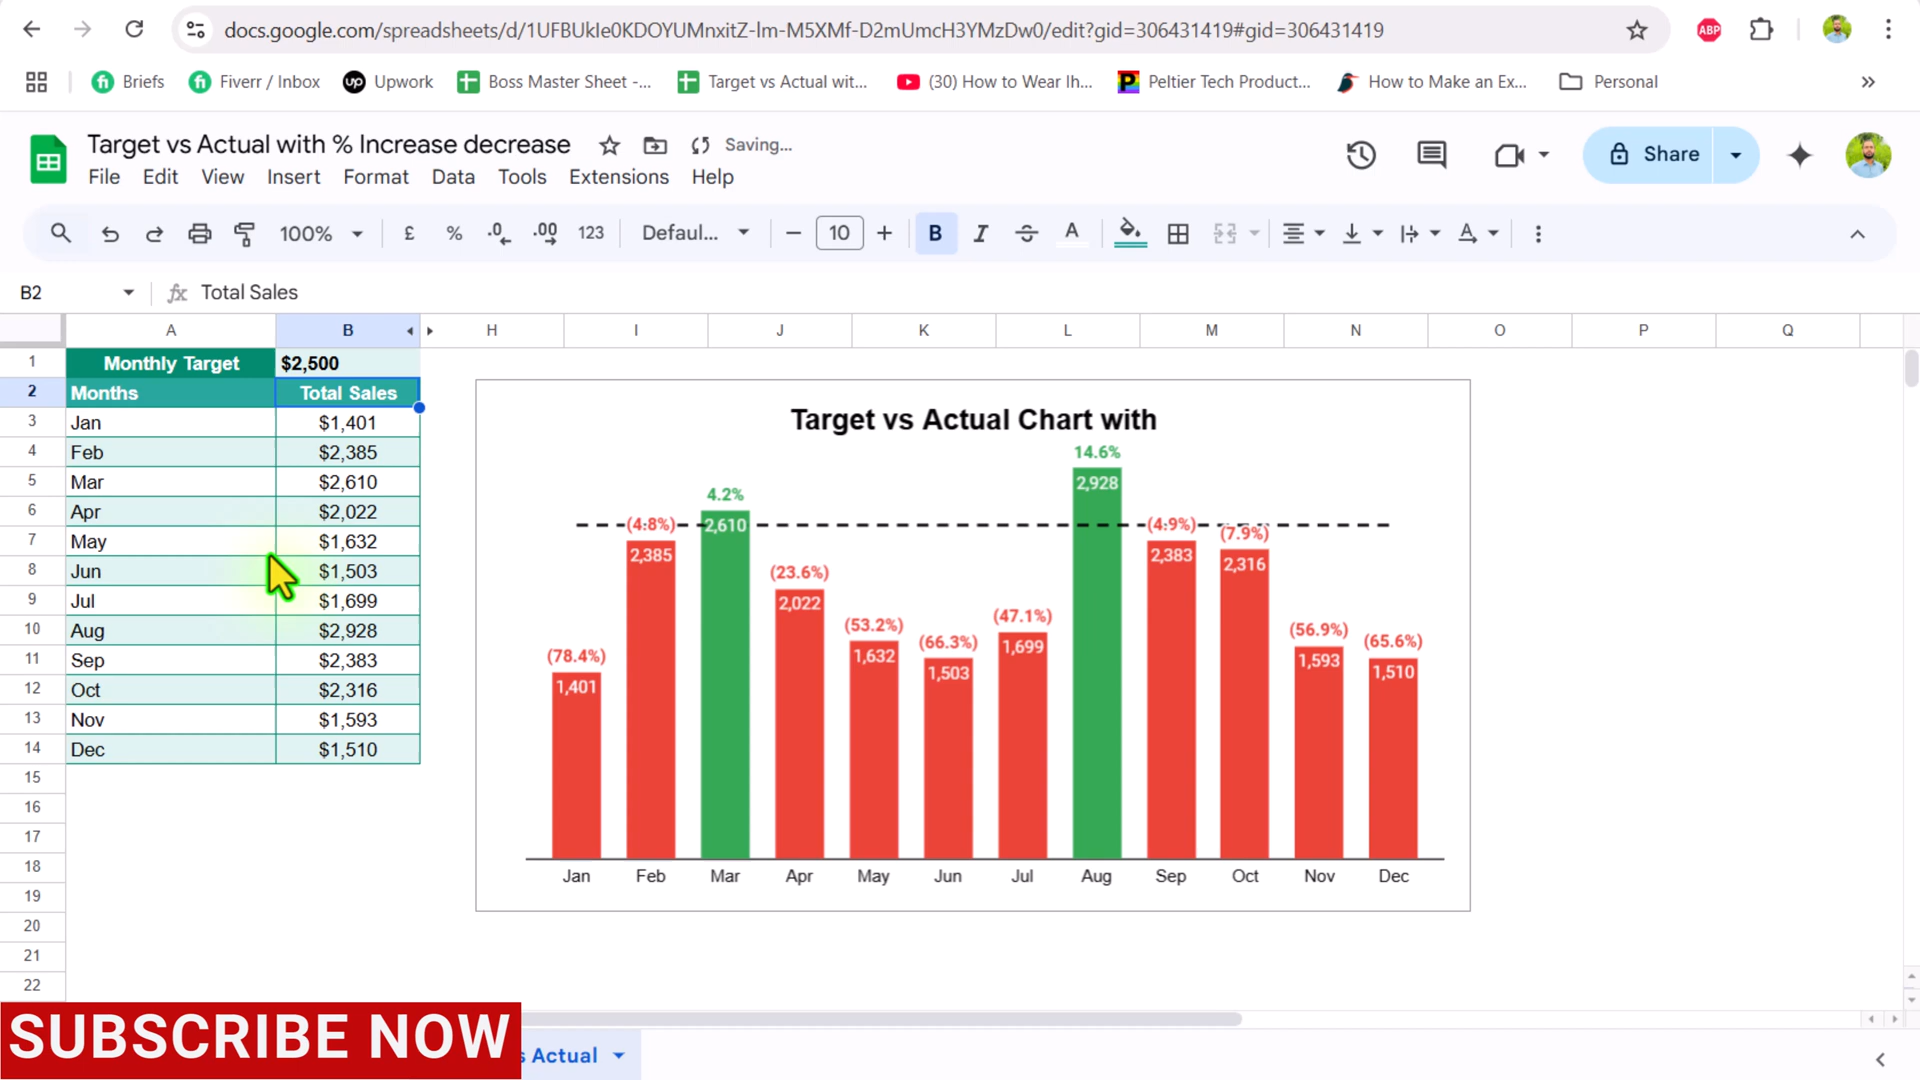 docs.google.com/spreadsheets/d/1UFBUkIe0KDOYUMnxitZ-lm-M5XMf-D2mUmcH3YMzDw0/edit?gid=306431419#gid=306431419
ABP
Briefs
Fiverr / Inbox
up Upwork
Boss Master Sheet -...
Target vs Actual wit...
(30) How to Wear Ih...
P Peltier Tech Product...
How to Make an Ex...
Personal
Target vs Actual with % Increase decrease
Saving...
Share
File Edit View Insert Format Data Tools Extensions Help
100% £ % .0 .00 123 Defaul... 10 B I A
B2 fx Total Sales
A B H I J K L M N O P Q
1 Monthly Target $2,500
2 Months Total Sales
3 Jan $1,401
4 Feb $2,385
5 Mar $2,610
6 Apr $2,022
7 May $1,632
8 Jun $1,503
9 Jul $1,699
10 Aug $2,928
11 Sep $2,383
12 Oct $2,316
13 Nov $1,593
14 Dec $1,510
15
16
17
18
19
20
21
22
Target vs Actual Chart with
(78.4%) (4.8%) 4.2% (23.6%) (53.2%) (66.3%) (47.1%) 14.6% (4.9%) (7.9%) (56.9%) (65.6%)
1,401 2,385 2,610 2,022 1,632 1,503 1,699 2,928 2,383 2,316 1,593 1,510
Jan Feb Mar Apr May Jun Jul Aug Sep Oct Nov Dec
SUBSCRIBE NOW
s Actual